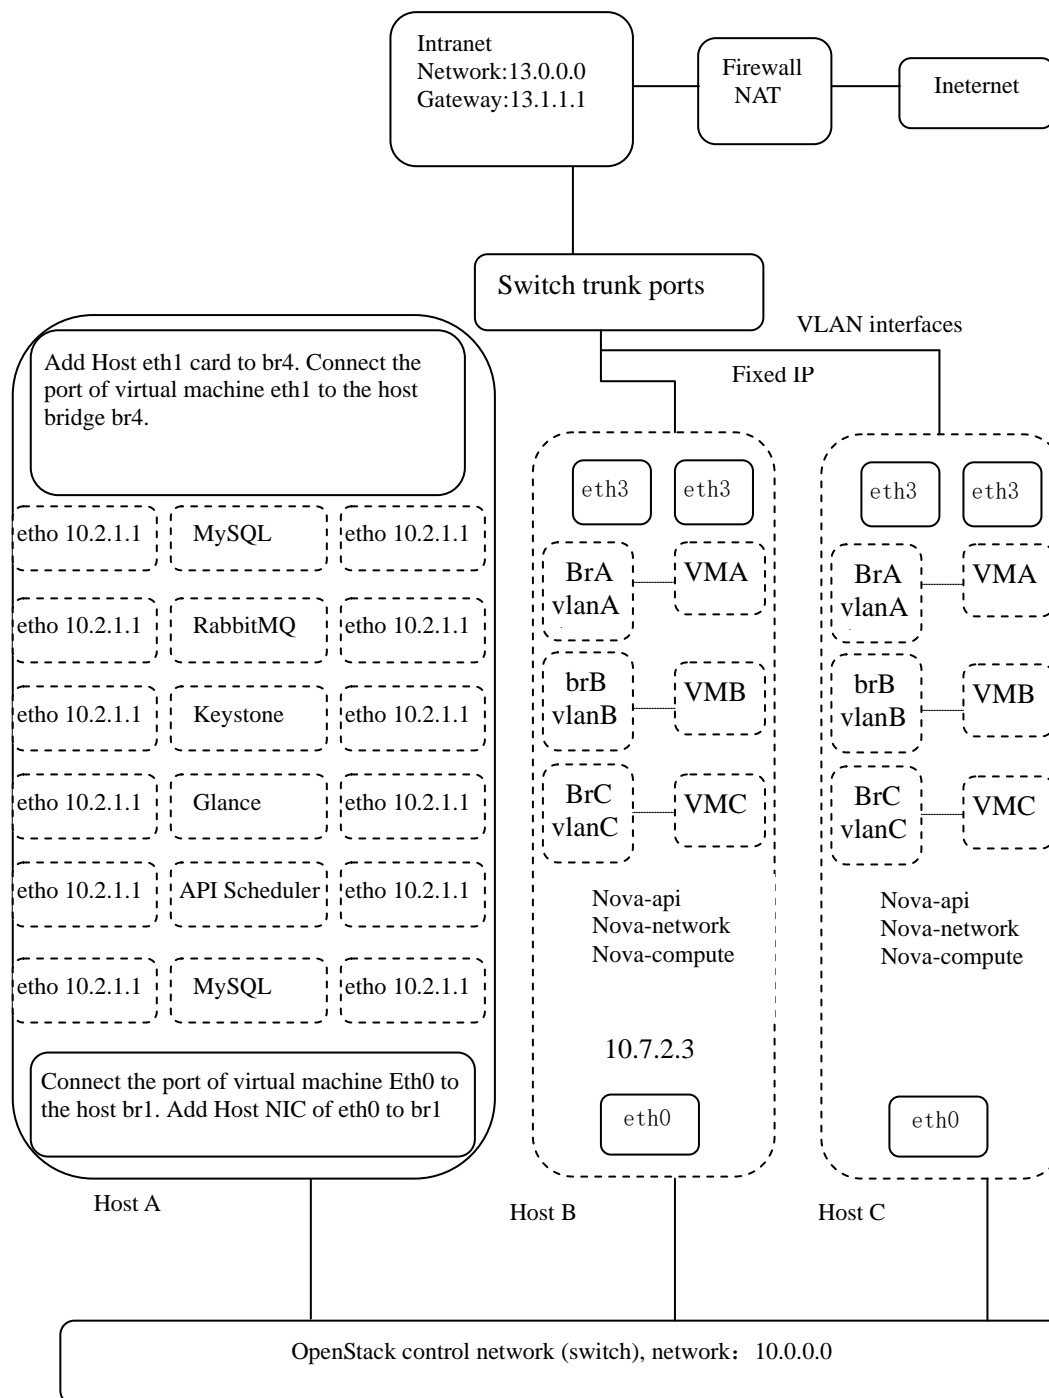 Intranet
Network:13.0.0.0
Gateway:13.1.1.1
Firewall
NAT
Ineternet
Switch trunk ports
VLAN interfaces
Fixed IP
Add Host eth1 card to br4. Connect the
port of virtual machine eth1 to the host
bridge br4.
etho 10.2.1.1
MySQL
etho 10.2.1.1
etho 10.2.1.1
RabbitMQ
etho 10.2.1.1
etho 10.2.1.1
Keystone
etho 10.2.1.1
etho 10.2.1.1
Glance
etho 10.2.1.1
etho 10.2.1.1
API Scheduler
etho 10.2.1.1
etho 10.2.1.1
MySQL
etho 10.2.1.1
Connect the port of virtual machine Eth0 to
the host br1. Add Host NIC of eth0 to br1
Host A
eth3
eth3
BrA
vlanA
VMA
brB
vlanB
VMB
BrC
vlanC
VMC
Nova-api
Nova-network
Nova-compute
10.7.2.3
eth0
Host B
eth3
eth3
BrA
vlanA
VMA
brB
vlanB
VMB
BrC
vlanC
VMC
Nova-api
Nova-network
Nova-compute
eth0
Host C
OpenStack control network (switch), network：10.0.0.0